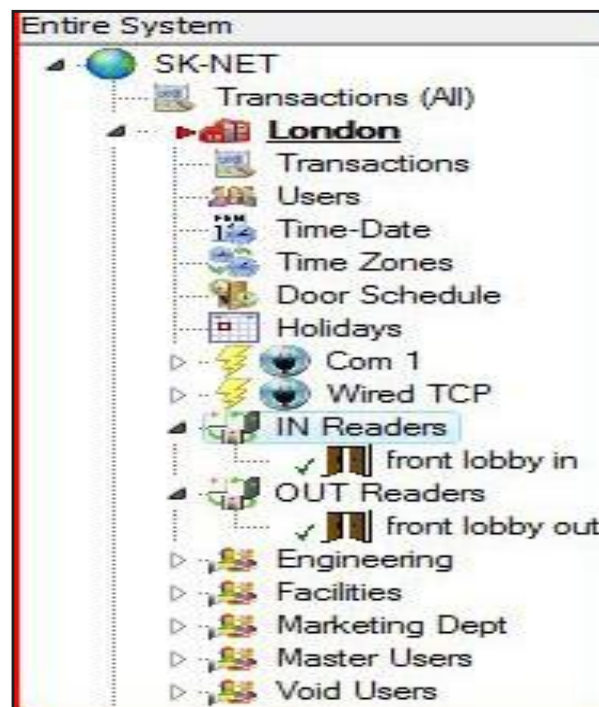 Entire System
SK-NET
Transactions (All)
London
Transactions
Users
Time-Date
Time Zones
Door Schedule
Holidays
Com 1
Wired TCP
IN Readers
front lobby in
OUT Readers
front lobby out
Engineering
Facilities
Marketing Dept
Master Users
Void Users